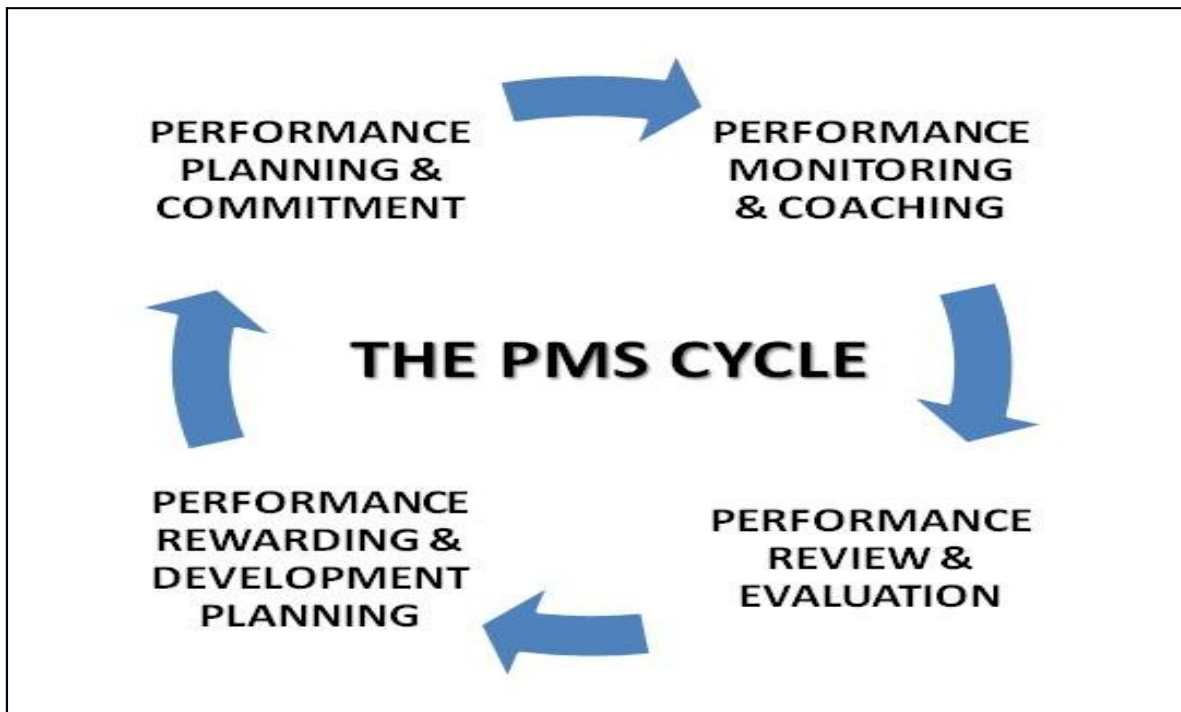 PERFORMANCE
PLANNING &
COMMITMENT
PERFORMANCE
MONITORING
& COACHING
THE PMS CYCLE
PERFORMANCE
REWARDING &
DEVELOPMENT
PLANNING
PERFORMANCE
REVIEW &
EVALUATION